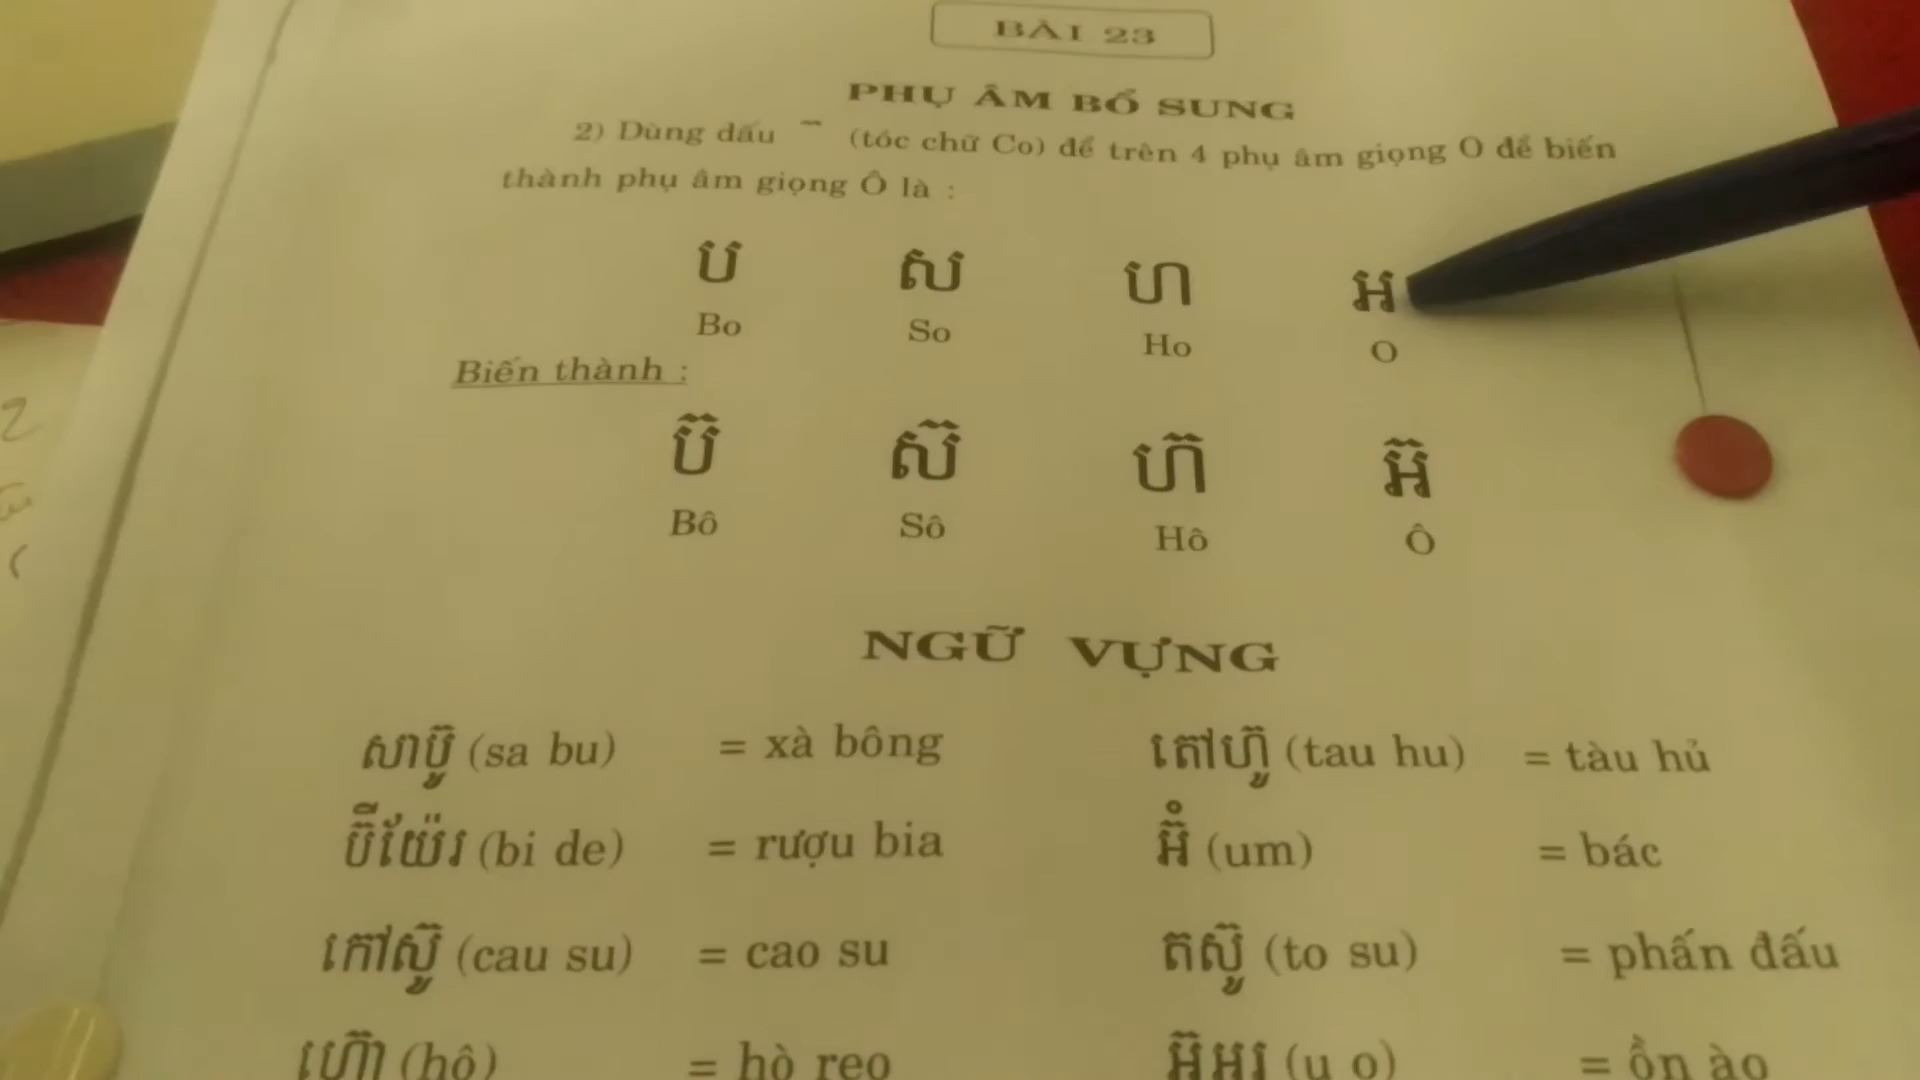 BÀI 23
PHỤ ÂM BỔ SUNG
2) Dùng dấu ˜ (tóc chữ Co) để trên 4 phụ âm giọng O để biến
thành phụ âm giọng Ô là :
ប ស ហ អ
Bo So Ho O
Biến thành :
ប៊ ស៊ ហ៊ អ៊
Bô Sô Hô Ô
NGỮ VỰNG
សាប៊ូ (sa bu) = xà bông តៅហ៊ូ (tau hu) = tàu hủ
ប៊ីយ៉ែរ (bi de) = rượu bia អ៊ំ (um) = bác
កៅស៊ូ (cau su) = cao su តស៊ូ (to su) = phấn đấu
ហ៊ោ (hô) = hò reo អ៊អរ (u o) = ồn ào